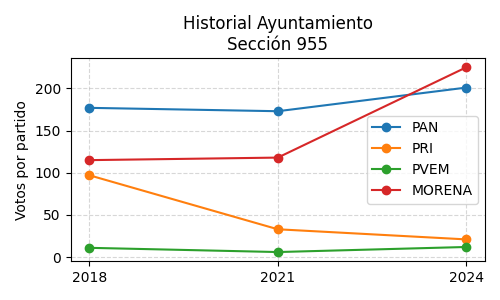 Historial Ayuntamiento
Sección 955
Votos por partido
200
150
100
50
0
2018
2021
2024
PAN
PRI
PVEM
MORENA